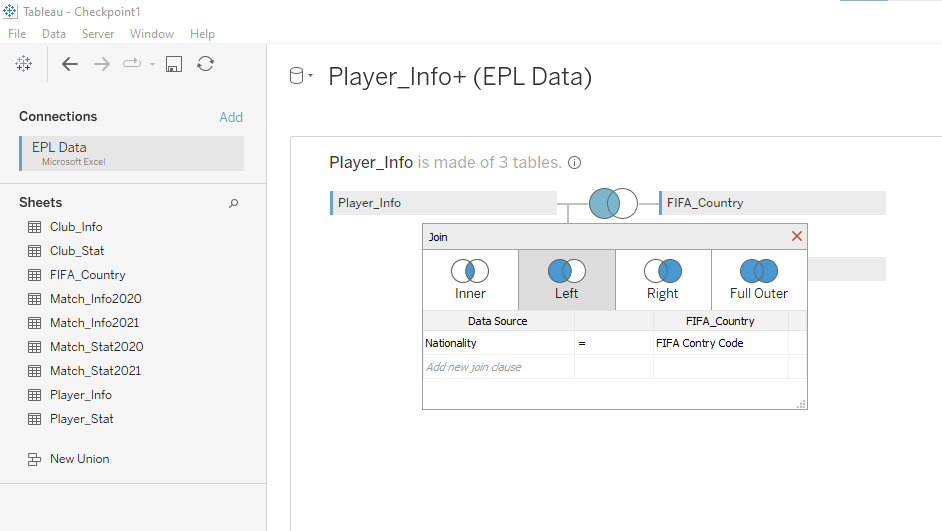 Tableau - Checkpoint1
File Data Server Window Help
Connections
Add
EPL Data
Microsoft Excel
Sheets
Club_Info
Club_Stat
FIFA_Country
Match_Info2020
Match_Info2021
Match_Stat2020
Match_Stat2021
Player_Info
Player_Stat
New Union
Player_Info+ (EPL Data)
Player_Info is made of 3 tables.
Player_Info
FIFA_Country
Join
Inner Left Right Full Outer
Data Source FIFA_Country
Nationality = FIFA Contry Code
Add new join clause